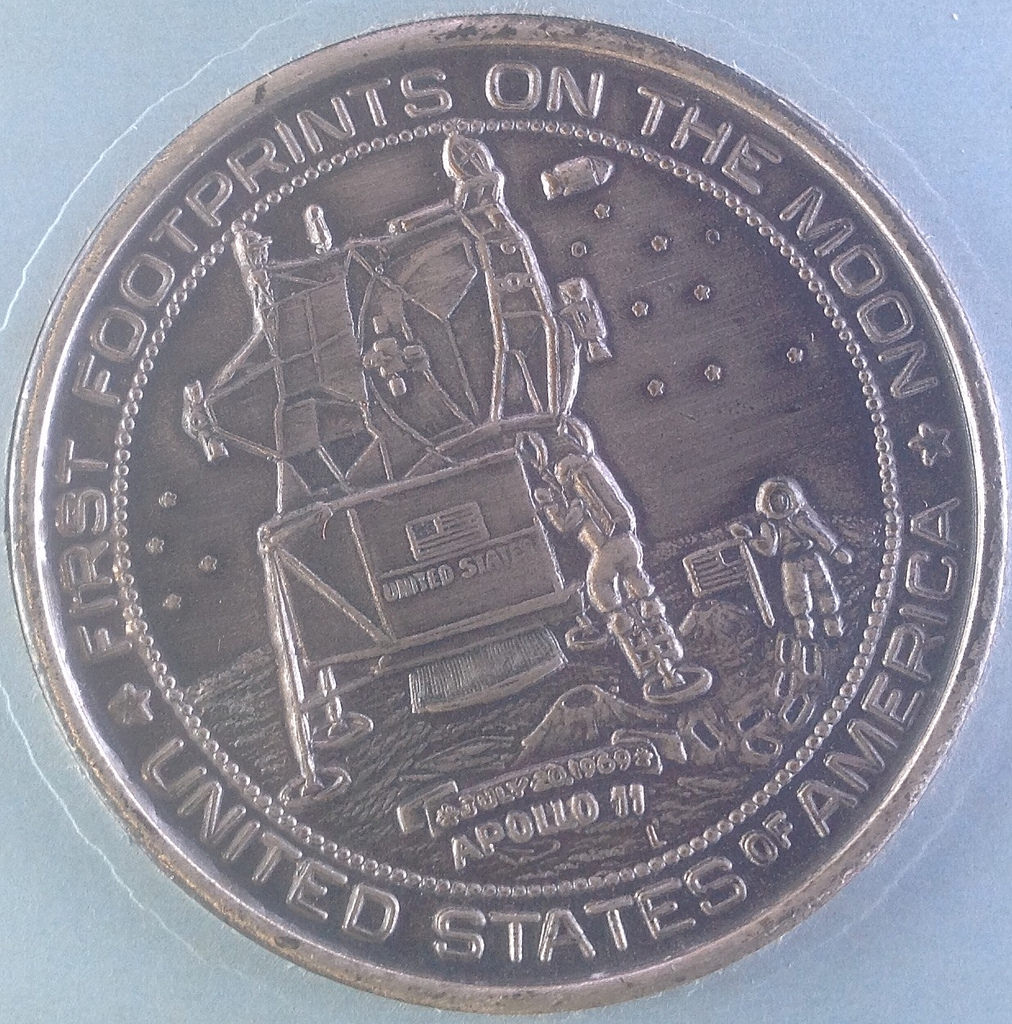 FIRST FOOTPRINTS ON THE MOON
UNITED STATES
JULY 20, 1969
APOLLO 11
L
UNITED STATES OF AMERICA